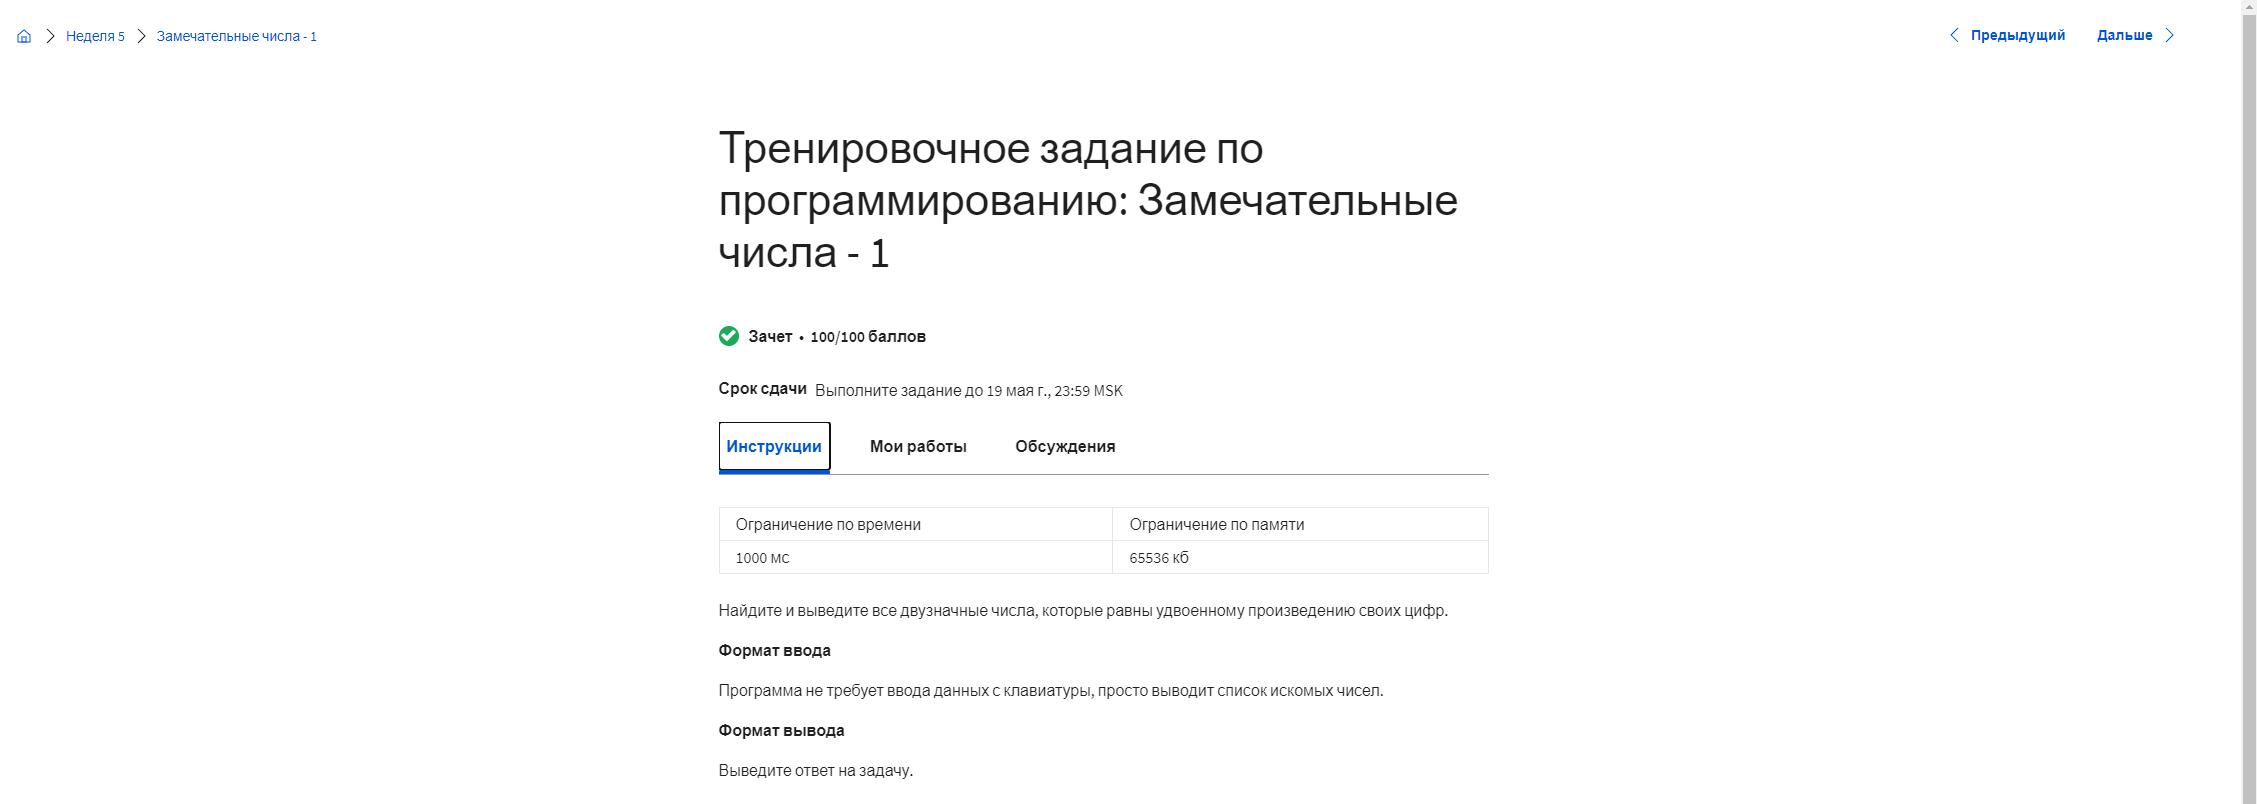 Неделя 5 Замечательные числа - 1 Предыдущий Дальше
Тренировочное задание по
программированию: Замечательные
числа - 1
Зачет • 100/100 баллов
Срок сдачи Выполните задание до 19 мая г., 23:59 MSK
Инструкции Мои работы Обсуждения
Ограничение по времени Ограничение по памяти
1000 мс 65536 кб
Найдите и выведите все двузначные числа, которые равны удвоенному произведению своих цифр.
Формат ввода
Программа не требует ввода данных с клавиатуры, просто выводит список искомых чисел.
Формат вывода
Выведите ответ на задачу.